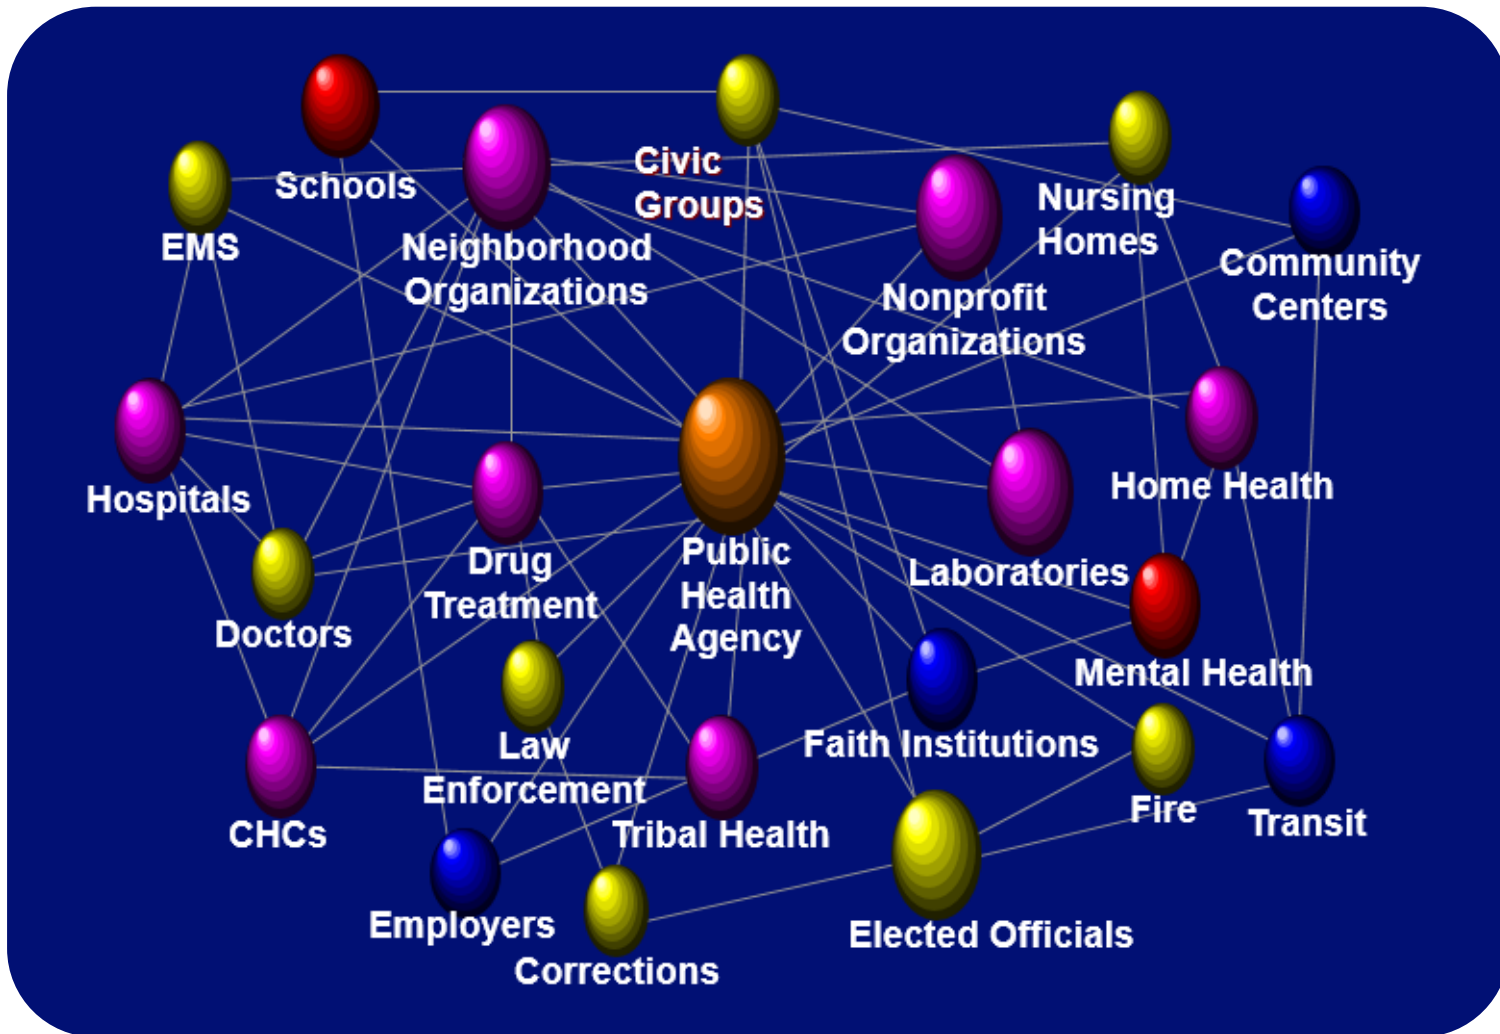 Schools
Civic
Groups
EMS
Neighborhood
Organizations
Nursing
Homes
Nonprofit
Organizations
Community
Centers
Hospitals
Drug
Treatment
Public
Health
Agency
Home Health
Laboratories
Doctors
Law
Enforcement
Faith Institutions
Mental Health
CHCs
Tribal Health
Fire
Transit
Employers
Corrections
Elected Officials